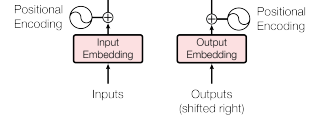 Positional
Encoding
Input
Embedding
Inputs
Output
Embedding
Outputs
(shifted right)
Positional
Encoding